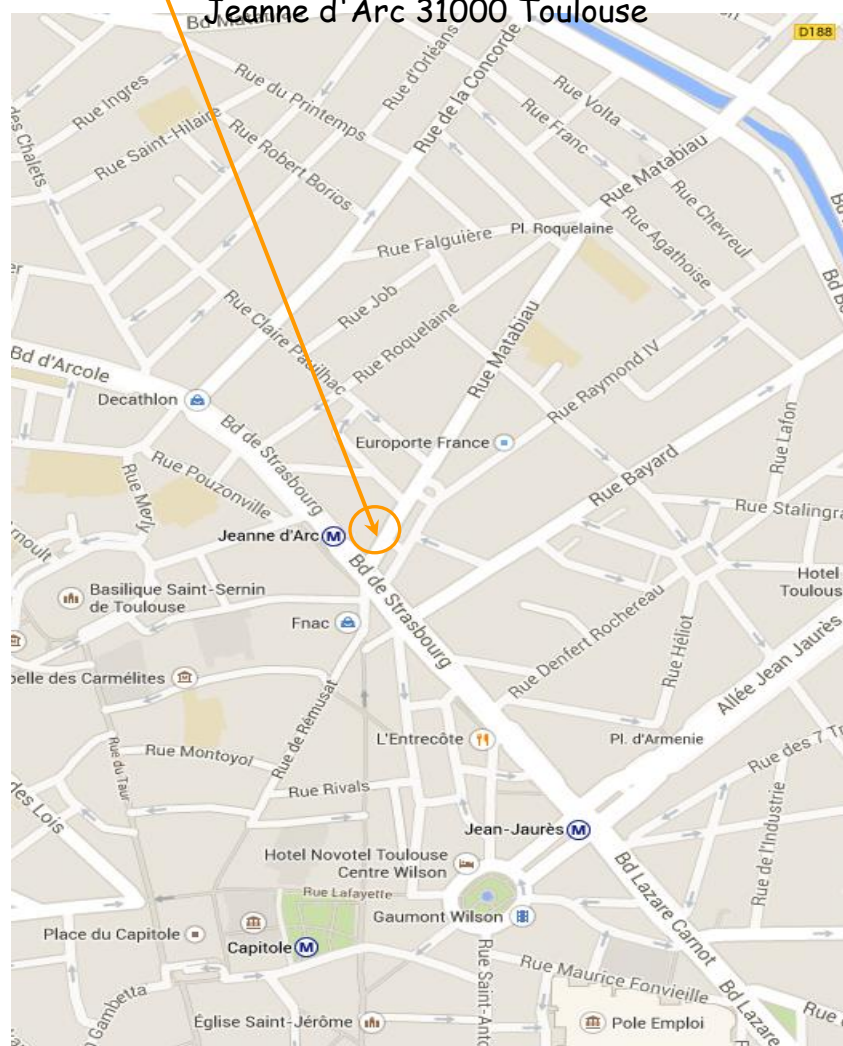 Jeanne d'Arc 31000 Toulouse
D188
Rue d'Orléans
Rue de la Concorde
Rue Volta
Rue Franc
Rue Ingres
Rue du Printemps
Rue Saint-Hilaire
Rue Robert Borios
des Chalets
Rue Matabiau
Rue Chevreul
Rue Agathoise
Pl. Roquelaine
Rue Falguière
Rue Job
Rue Claire Pauilhac
Rue Roquelaine
Rue Matabiau
Bd d'Arcole
Decathlon
Rue Raymond IV
Bd de Strasbourg
Europorte France
Rue Lafon
Rue Pouzonville
Rue Merly
Rue Bayard
Rue Stalingra
Jeanne d'Arc M
Bd de Strasbourg
Hotel
Toulous
Basilique Saint-Sernin
de Toulouse
Fnac
Rue Denfert Rochereau
Rue Héliot
Allée Jean Jaurès
pelle des Carmélites
Rue de Rémusat
L'Entrecôte
Pl. d'Armenie
Rue du Taur
Rue Montoyol
Rue des 7 Tr
des Lois
Rue Rivals
Jean-Jaurès M
Rue de l'Industrie
Hotel Novotel Toulouse
Centre Wilson
Bd Lazare Carnot
Rue Lafayette
Gaumont Wilson
Place du Capitole
Capitole M
Rue Saint-Anto
Rue Maurice Fonvieille
Gambetta
Bd Lazare
Église Saint-Jérôme
Pole Emploi
Rue